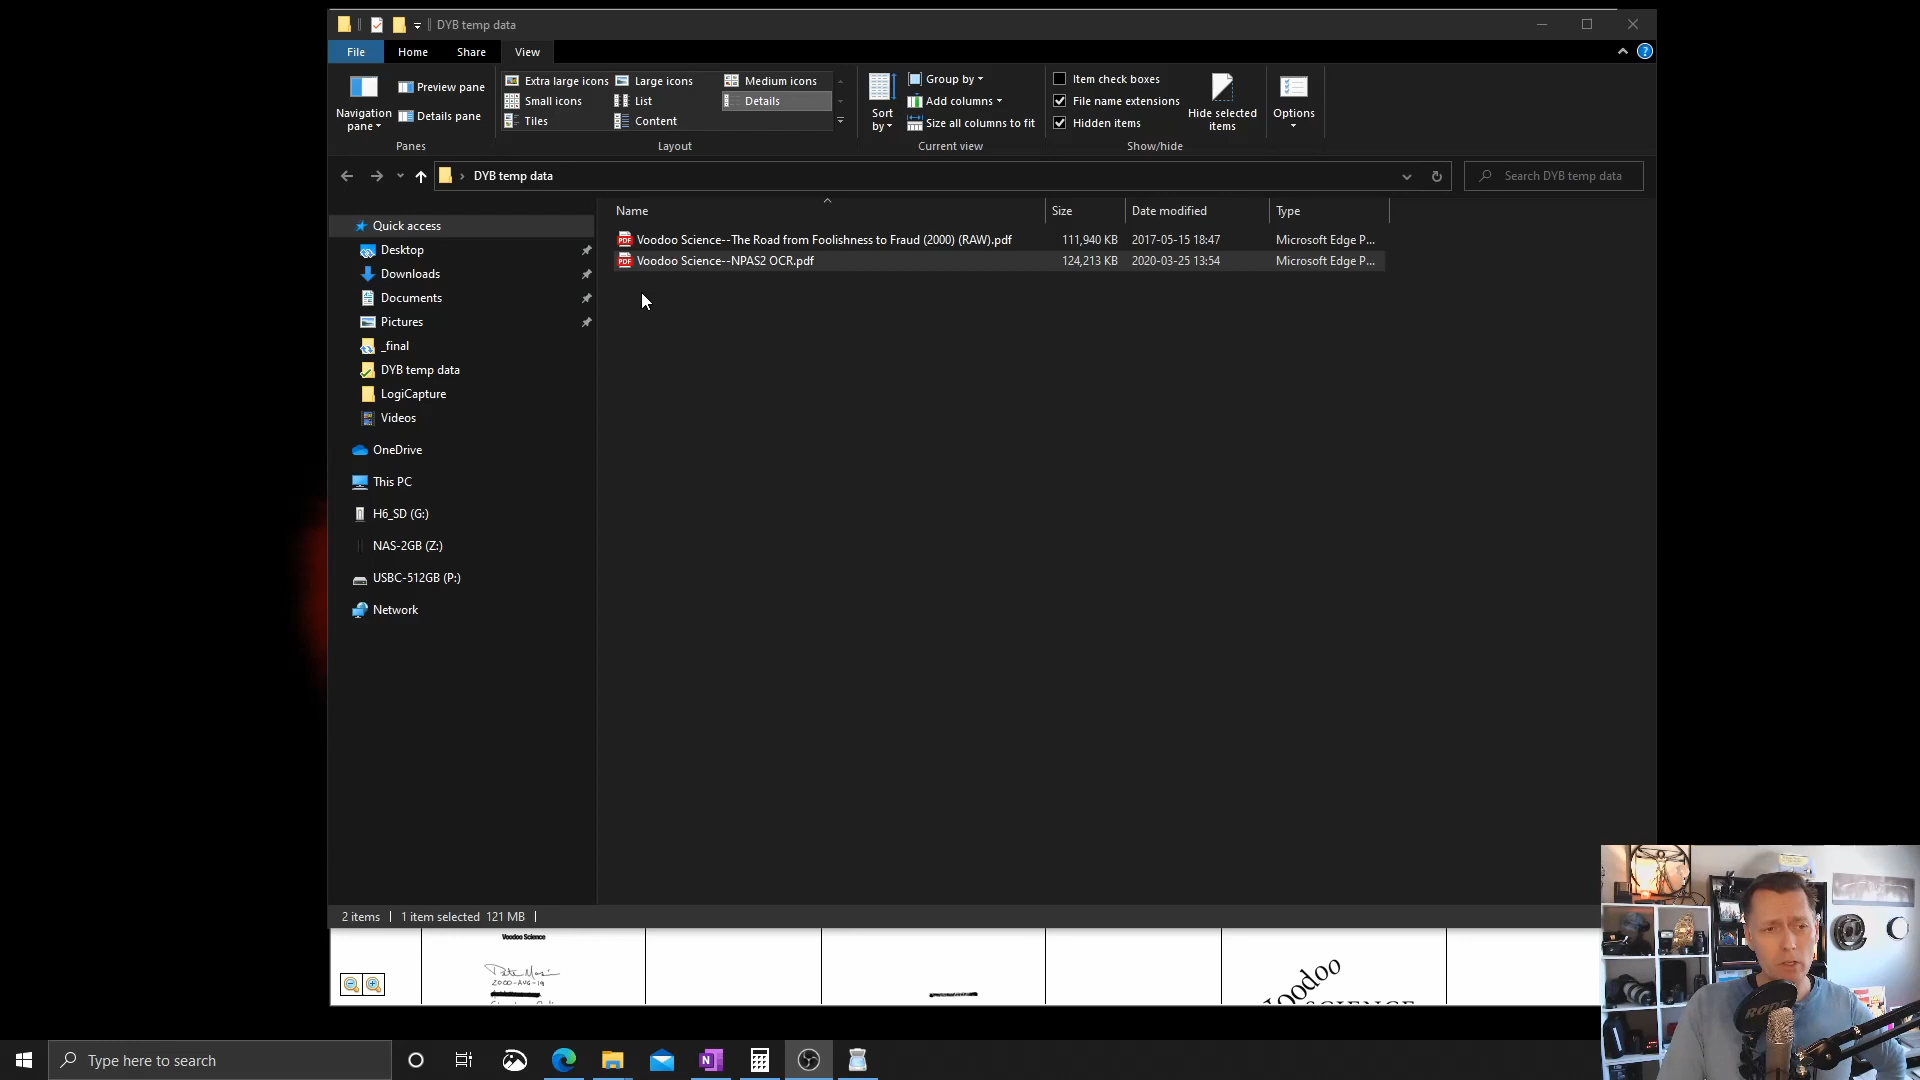 DYB temp data
File Home Share View
Navigation pane
Preview pane
Details pane
Panes
Extra large icons Large icons Medium icons
Small icons List Details
Tiles Content
Layout
Sort by
Group by
Add columns
Size all columns to fit
Current view
Item check boxes
File name extensions
Hidden items
Hide selected items
Show/hide
Options
DYB temp data
Search DYB temp data
Name Size Date modified Type
Voodoo Science--The Road from Foolishness to Fraud (2000) (RAW).pdf 111,940 KB 2017-05-15 18:47 Microsoft Edge P...
Voodoo Science--NPAS2 OCR.pdf 124,213 KB 2020-03-25 13:54 Microsoft Edge P...
Quick access
Desktop
Downloads
Documents
Pictures
_final
DYB temp data
LogiCapture
Videos
OneDrive
This PC
H6_SD (G:)
NAS-2GB (Z:)
USBC-512GB (P:)
Network
2 items 1 item selected 121 MB
Voodoo Science
2000-AUG-19
Voodoo
SCIENCE
RODE
Type here to search